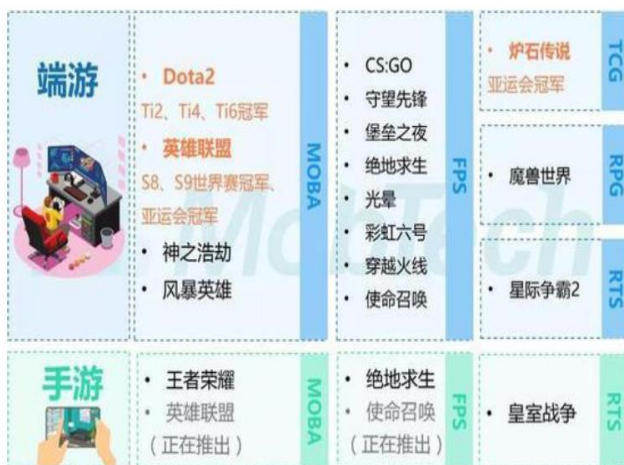 端游
• Dota2
Ti2、Ti4、Ti6冠军
• 英雄联盟
S8、S9世界赛冠军、
亚运会冠军
• 神之浩劫
• 风暴英雄
MOBA
• CS:GO
• 守望先锋
• 堡垒之夜
• 绝地求生
• 光晕
• 彩虹六号
• 穿越火线
• 使命召唤
FPS
• 炉石传说
亚运会冠军
TCG
• 魔兽世界
RPG
• 星际争霸2
RTS
手游
• 王者荣耀
• 英雄联盟
（正在推出）
MOBA
• 绝地求生
• 使命召唤
（正在推出）
FPS
• 皇室战争
RTS
MobTech